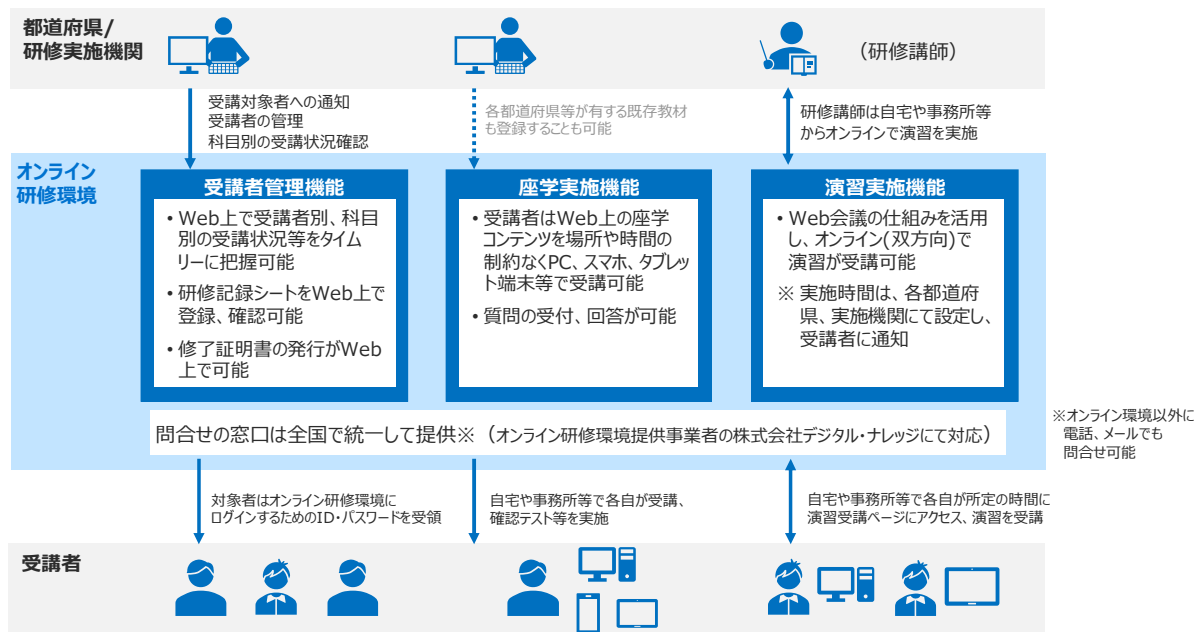 都道府県/
研修実施機関
(研修講師)
受講対象者への通知
受講者の管理
科目別の受講状況確認
各都道府県等が有する既存教材
も登録することも可能
研修講師は自宅や事務所等
からオンラインで演習を実施
オンライン
研修環境
受講者管理機能
• Web上で受講者別、科目
別の受講状況等をタイム
リーに把握可能
• 研修記録シートをWeb上で
登録、確認可能
• 修了証明書の発行がWeb
上で可能
座学実施機能
• 受講者はWeb上の座学
コンテンツを場所や時間の
制約なくPC、スマホ、タブレッ
ト端末等で受講可能
• 質問の受付、回答が可能
演習実施機能
• Web会議の仕組みを活用
し、オンライン(双方向)で
演習が受講可能
※ 実施時間は、各都道府
県、実施機関にて設定し、
受講者に通知
問合せの窓口は全国で統一して提供※（オンライン研修環境提供事業者の株式会社デジタル・ナレッジにて対応）
※オンライン環境以外に
電話、メールでも
問合せ可能
対象者はオンライン研修環境に
ログインするためのID・パスワードを受領
自宅や事務所等で各自が受講、
確認テスト等を実施
自宅や事務所等で各自が所定の時間に
演習受講ページにアクセス、演習を受講
受講者